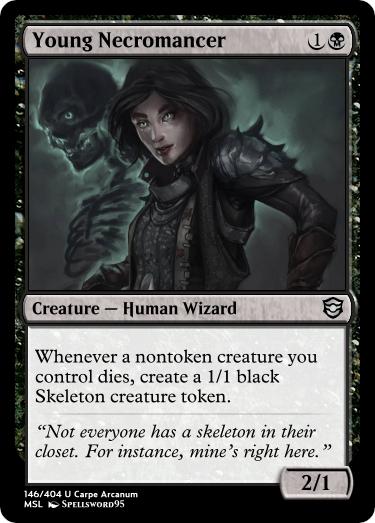 Young Necromancer 1
Creature — Human Wizard
Whenever a nontoken creature you
control dies, create a 1/1 black
Skeleton creature token.
“Not everyone has a skeleton in their
closet. For instance, mine’s right here.”
2/1
146/404 U Carpe Arcanum
MSL Spellsword95